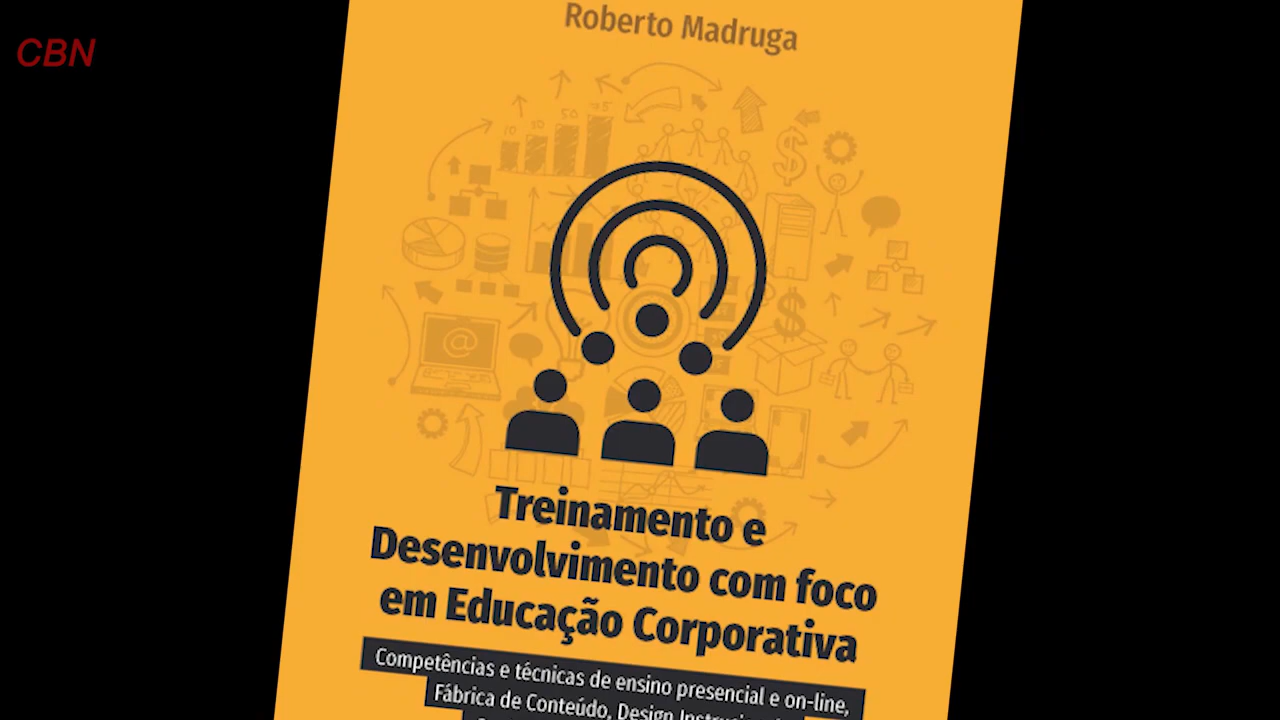 CBN
Roberto Madruga
Treinamento e
Desenvolvimento com foco
em Educação Corporativa
Competências e técnicas de ensino presencial e on-line,
Fábrica de Conteúdo, Design